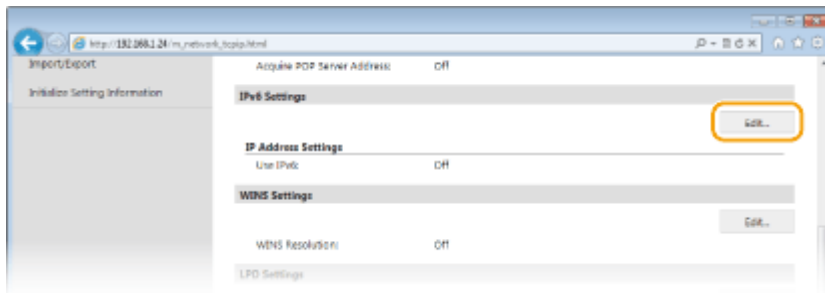 http://192.168.1.24/m_network_tcpip.html
Import/Export
Acquire POP Server Address: Off
Initialize Setting Information
IPv6 Settings
Edit...
IP Address Settings
Use IPv6: Off
WINS Settings
Edit...
WINS Resolution: Off
LPD Settings